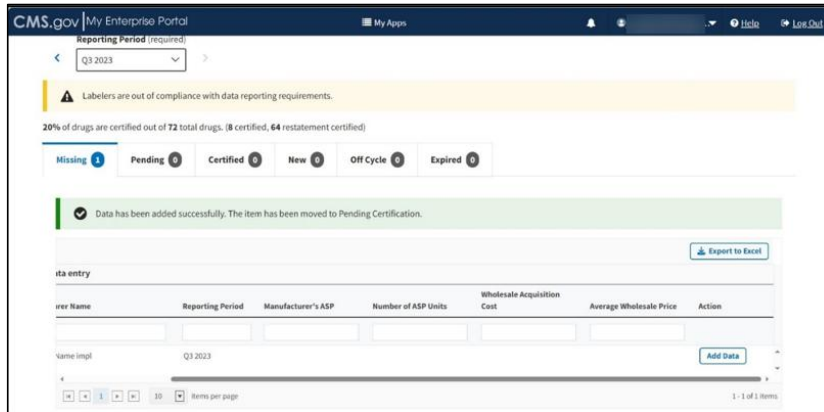 CMS.gov My Enterprise Portal My Apps Help Log Out
Reporting Period (required)
Q3 2023
Labelers are out of compliance with data reporting requirements.
20% of drugs are certified out of 72 total drugs. (8 certified, 64 restatement certified)
Missing 1 Pending 0 Certified 0 New 0 Off Cycle 0 Expired 0
Data has been added successfully. The item has been moved to Pending Certification.
Export to Excel
ata entry
Wholesale Acquisition
urer Name Reporting Period Manufacturer's ASP Number of ASP Units Cost Average Wholesale Price Action
Name impl Q3 2023 Add Data
1 10 Items per page 1 - 1 of 1 items